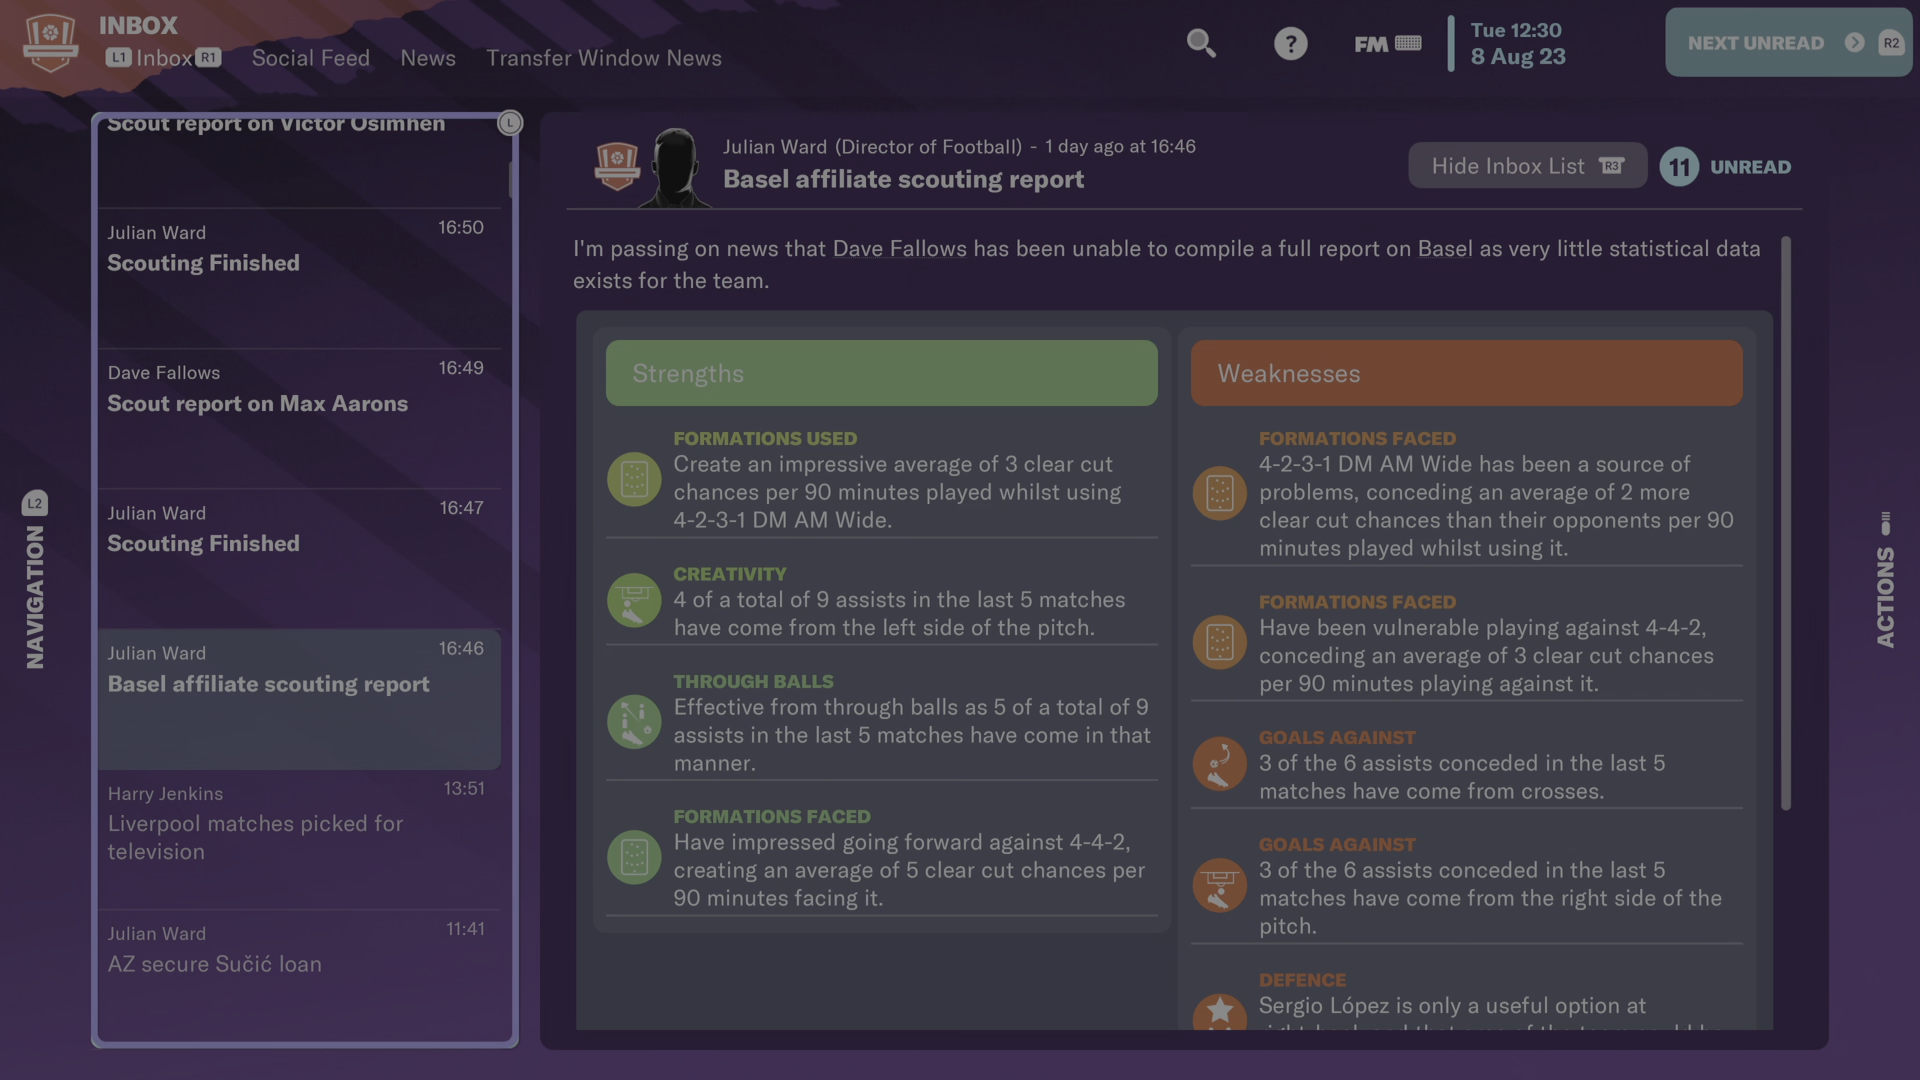 INBOX
L1 Inbox R1 Social Feed News Transfer Window News
?
FM
Tue 12:30
8 Aug 23
NEXT UNREAD R2
Scout report on Victor Osimhen
L
Julian Ward 16:50
Scouting Finished
Dave Fallows 16:49
Scout report on Max Aarons
Julian Ward 16:47
Scouting Finished
Julian Ward 16:46
Basel affiliate scouting report
Harry Jenkins 13:51
Liverpool matches picked for
television
Julian Ward 11:41
AZ secure Sučić loan
NAVIGATION L2
Julian Ward (Director of Football) - 1 day ago at 16:46
Basel affiliate scouting report
Hide Inbox List R3
11 UNREAD
I'm passing on news that Dave Fallows has been unable to compile a full report on Basel as very little statistical data
exists for the team.
Strengths
FORMATIONS USED
Create an impressive average of 3 clear cut
chances per 90 minutes played whilst using
4-2-3-1 DM AM Wide.
CREATIVITY
4 of a total of 9 assists in the last 5 matches
have come from the left side of the pitch.
THROUGH BALLS
Effective from through balls as 5 of a total of 9
assists in the last 5 matches have come in that
manner.
FORMATIONS FACED
Have impressed going forward against 4-4-2,
creating an average of 5 clear cut chances per
90 minutes facing it.
Weaknesses
FORMATIONS FACED
4-2-3-1 DM AM Wide has been a source of
problems, conceding an average of 2 more
clear cut chances than their opponents per 90
minutes played whilst using it.
FORMATIONS FACED
Have been vulnerable playing against 4-4-2,
conceding an average of 3 clear cut chances
per 90 minutes playing against it.
GOALS AGAINST
3 of the 6 assists conceded in the last 5
matches have come from crosses.
GOALS AGAINST
3 of the 6 assists conceded in the last 5
matches have come from the right side of the
pitch.
DEFENCE
Sergio López is only a useful option at
ACTIONS